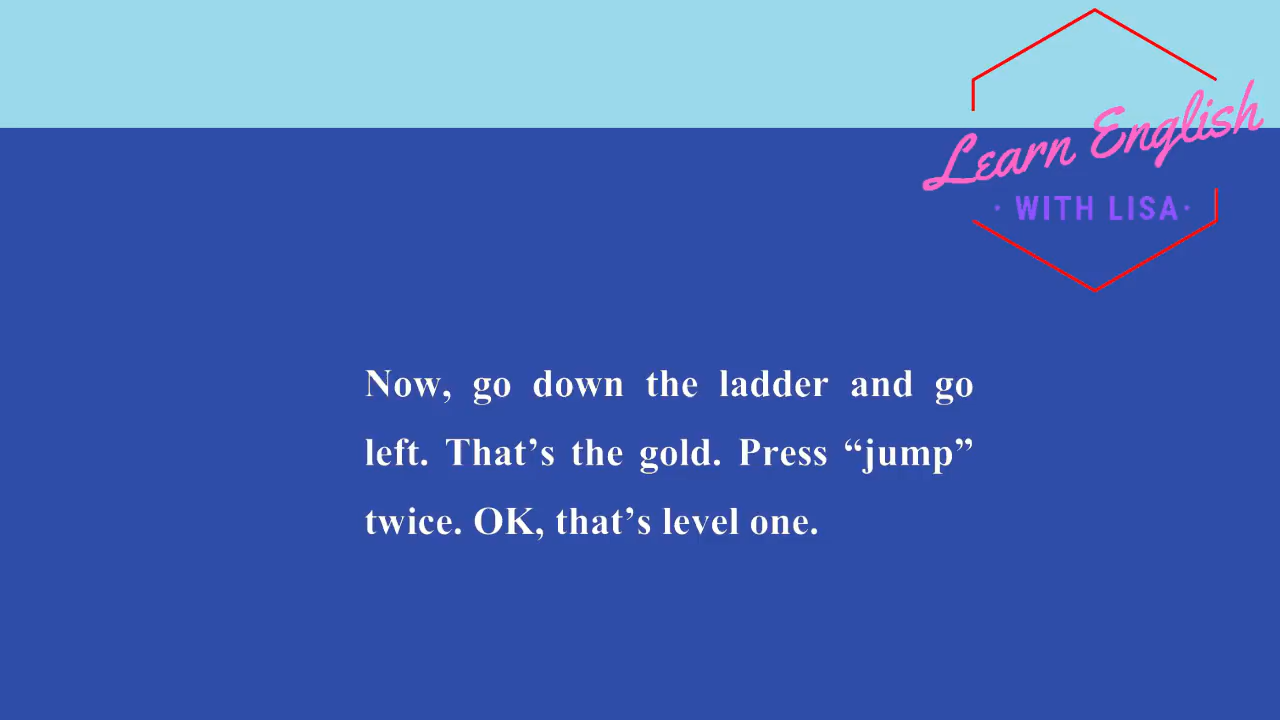 Learn English
· WITH LISA ·
Now, go down the ladder and go
left. That’s the gold. Press “jump”
twice. OK, that’s level one.